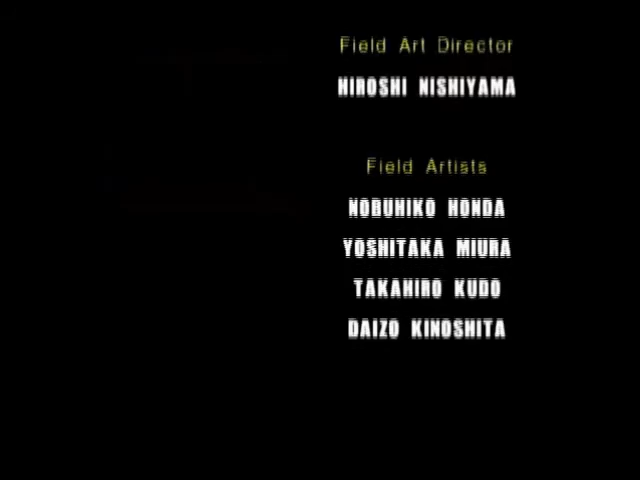 Field Art Director
HIROSHI NISHIYAMA
Field Artists
NOBUHIKO HONDA
YOSHITAKA MIURA
TAKAHIRO KUDO
DAIZO KINOSHITA